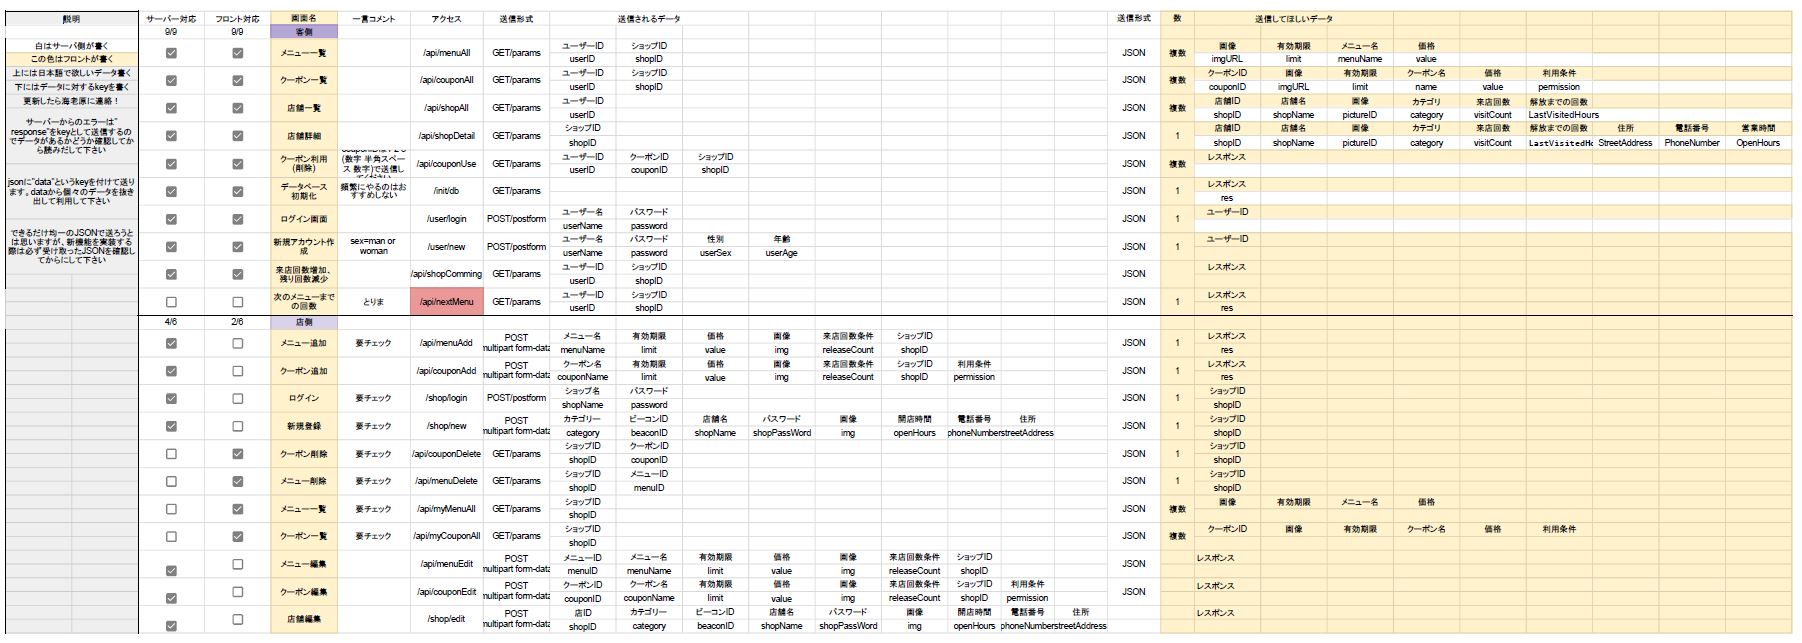 説明 サーバー対応 フロント対応 画面名 一言コメント アクセス 送信形式 送信されるデータ 送信形式 数 送信してほしいデータ
9/9 9/9 客側
白はサーバ側が書く
この色はフロントが書く
上には日本語で欲しいデータ書く
下にはデータに対するkeyを書く
更新したら海老原に連絡！
サーバーからのエラーは"
response"をkeyとして送信するの
でデータがあるかどうか確認してか
ら読みだして下さい
jsonに"data"というkeyを付けて送り
ます。dataから個々のデータを抜き
出して利用して下さい
できるだけ均一のJSONで送ろうと
は思いますが、新機能を実装する
際は必ず受け取ったJSONを確認し
てからにして下さい
メニュー一覧 /api/menuAll GET/params ユーザーID ショップID JSON 複数 画像 有効期限 メニュー名 価格
userID shopID imgURL limit menuName value
クーポン一覧 /api/couponAll GET/params ユーザーID ショップID JSON 複数 クーポンID 画像 有効期限 クーポン名 価格 利用条件
userID shopID couponID imgURL limit name value permission
店舗一覧 /api/shopAll GET/params ユーザーID JSON 複数 店舗ID 店舗名 画像 カテゴリ 来店回数 解放までの回数
userID shopID shopName pictureID category visitCount LastVisitedHours
店舗詳細 /api/shopDetail GET/params ショップID JSON 1 店舗ID 店舗名 画像 カテゴリ 来店回数 解放までの回数 住所 電話番号 営業時間
shopID shopID shopName pictureID category visitCount LastVisitedHo StreetAddress PhoneNumber OpenHours
クーポン利用
(削除)
(数字 半角スペー
ス 数字)で送信し
/api/couponUse GET/params ユーザーID クーポンID ショップID JSON 複数 レスポンス
userID couponID shopID
データベース
初期化
頻繁にやるのはお
すすめしない
/init/db GET/params JSON 1 レスポンス
res
ログイン画面 /user/login POST/postform ユーザー名 パスワード JSON 1 ユーザーID
userName password
新規アカウント作
成
sex=man or
woman
/user/new POST/postform ユーザー名 パスワード 性別 年齢 JSON 1 ユーザーID
userName password userSex userAge
来店回数増加、
残り回数減少
/api/shopComming GET/params ユーザーID ショップID JSON レスポンス
userID shopID
次のメニューまで
の回数
とりま /api/nextMenu GET/params ユーザーID ショップID JSON 1 レスポンス
userID shopID res
4/6 2/6 店側
メニュー追加 要チェック /api/menuAdd POST
multipart form-data
メニュー名 有効期限 価格 画像 来店回数条件 ショップID JSON 1 レスポンス
menuName limit value img releaseCount shopID res
クーポン追加 要チェック /api/couponAdd POST
multipart form-data
クーポン名 有効期限 価格 画像 来店回数条件 ショップID 利用条件 JSON 1 レスポンス
couponName limit value img releaseCount shopID permission res
ログイン 要チェック /shop/login POST/postform ショップ名 パスワード JSON 1 ショップID
shopName password shopID
新規登録 要チェック /shop/new POST
multipart form-data
カテゴリー ビーコンID 店舗名 パスワード 画像 開店時間 電話番号 住所 JSON 1 ショップID
category beaconID shopName shopPassWord img openHours phoneNumber streetAddress shopID
クーポン削除 要チェック /api/couponDelete GET/params ショップID クーポンID JSON 1 ショップID
shopID couponID shopID
メニュー削除 要チェック /api/menuDelete GET/params ショップID メニューID JSON 1 ショップID
shopID menuID shopID
メニュー一覧 要チェック /api/myMenuAll GET/params ショップID JSON 複数 画像 有効期限 メニュー名 価格
shopID
クーポン一覧 要チェック /api/myCouponAll GET/params ショップID JSON 複数 クーポンID 画像 有効期限 クーポン名 価格 利用条件
shopID
メニュー編集 /api/menuEdit POST
multipart form-data
メニューID メニュー名 有効期限 価格 画像 来店回数条件 ショップID JSON レスポンス
menuID menuName limit value img releaseCount shopID
クーポン編集 /api/couponEdit POST
multipart form-data
クーポンID クーポン名 有効期限 価格 画像 来店回数条件 ショップID 利用条件 JSON レスポンス
couponID couponName limit value img releaseCount shopID permission
店舗編集 /shop/edit POST
multipart form-data
店ID カテゴリー ビーコンID 店舗名 パスワード 画像 開店時間 電話番号 住所 レスポンス
shopID category beaconID shopName shopPassWord img openHours phoneNumber streetAddress